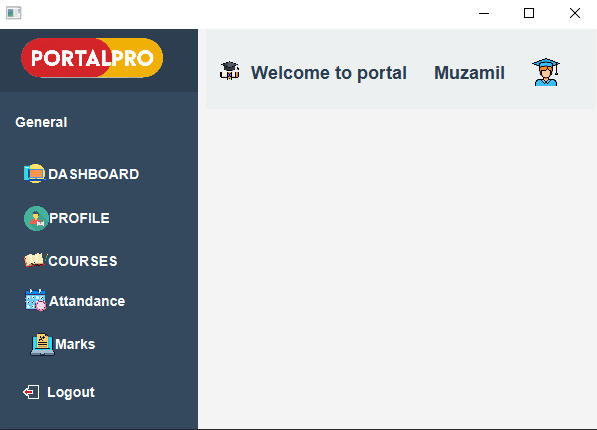 PORTALPRO
Welcome to portal Muzamil
General
DASHBOARD
PROFILE
COURSES
Attandance
Marks
Logout